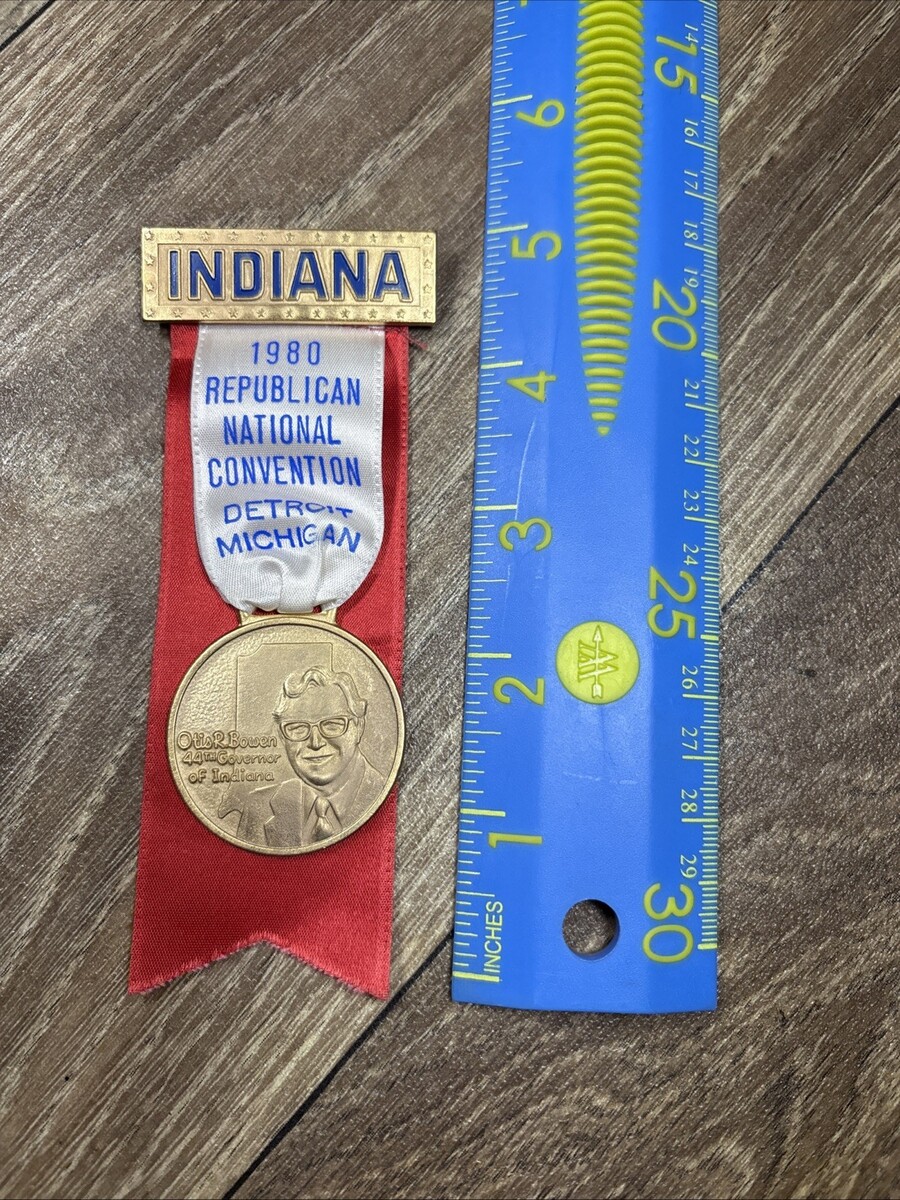 INDIANA
1980
REPUBLICAN
NATIONAL
CONVENTION
DETROIT
MICHIGAN
Otis R Bowen
44TH Governor
of Indiana
6
5
4
3
2
1
INCHES
14
15
16
17
18
19
20
21
22
23
24
25
26
27
28
29
30